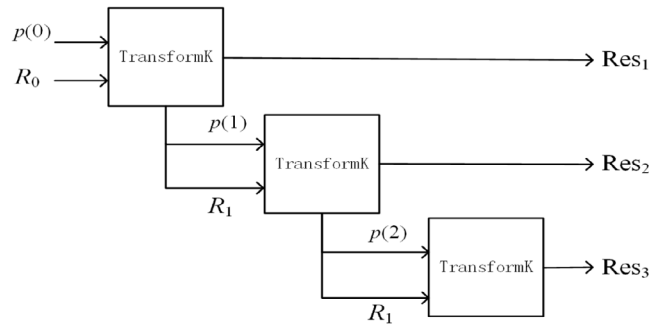 p(0)
R₀
TransformK
Res₁
p(1)
R₁
TransformK
Res₂
p(2)
R₁
TransformK
Res₃